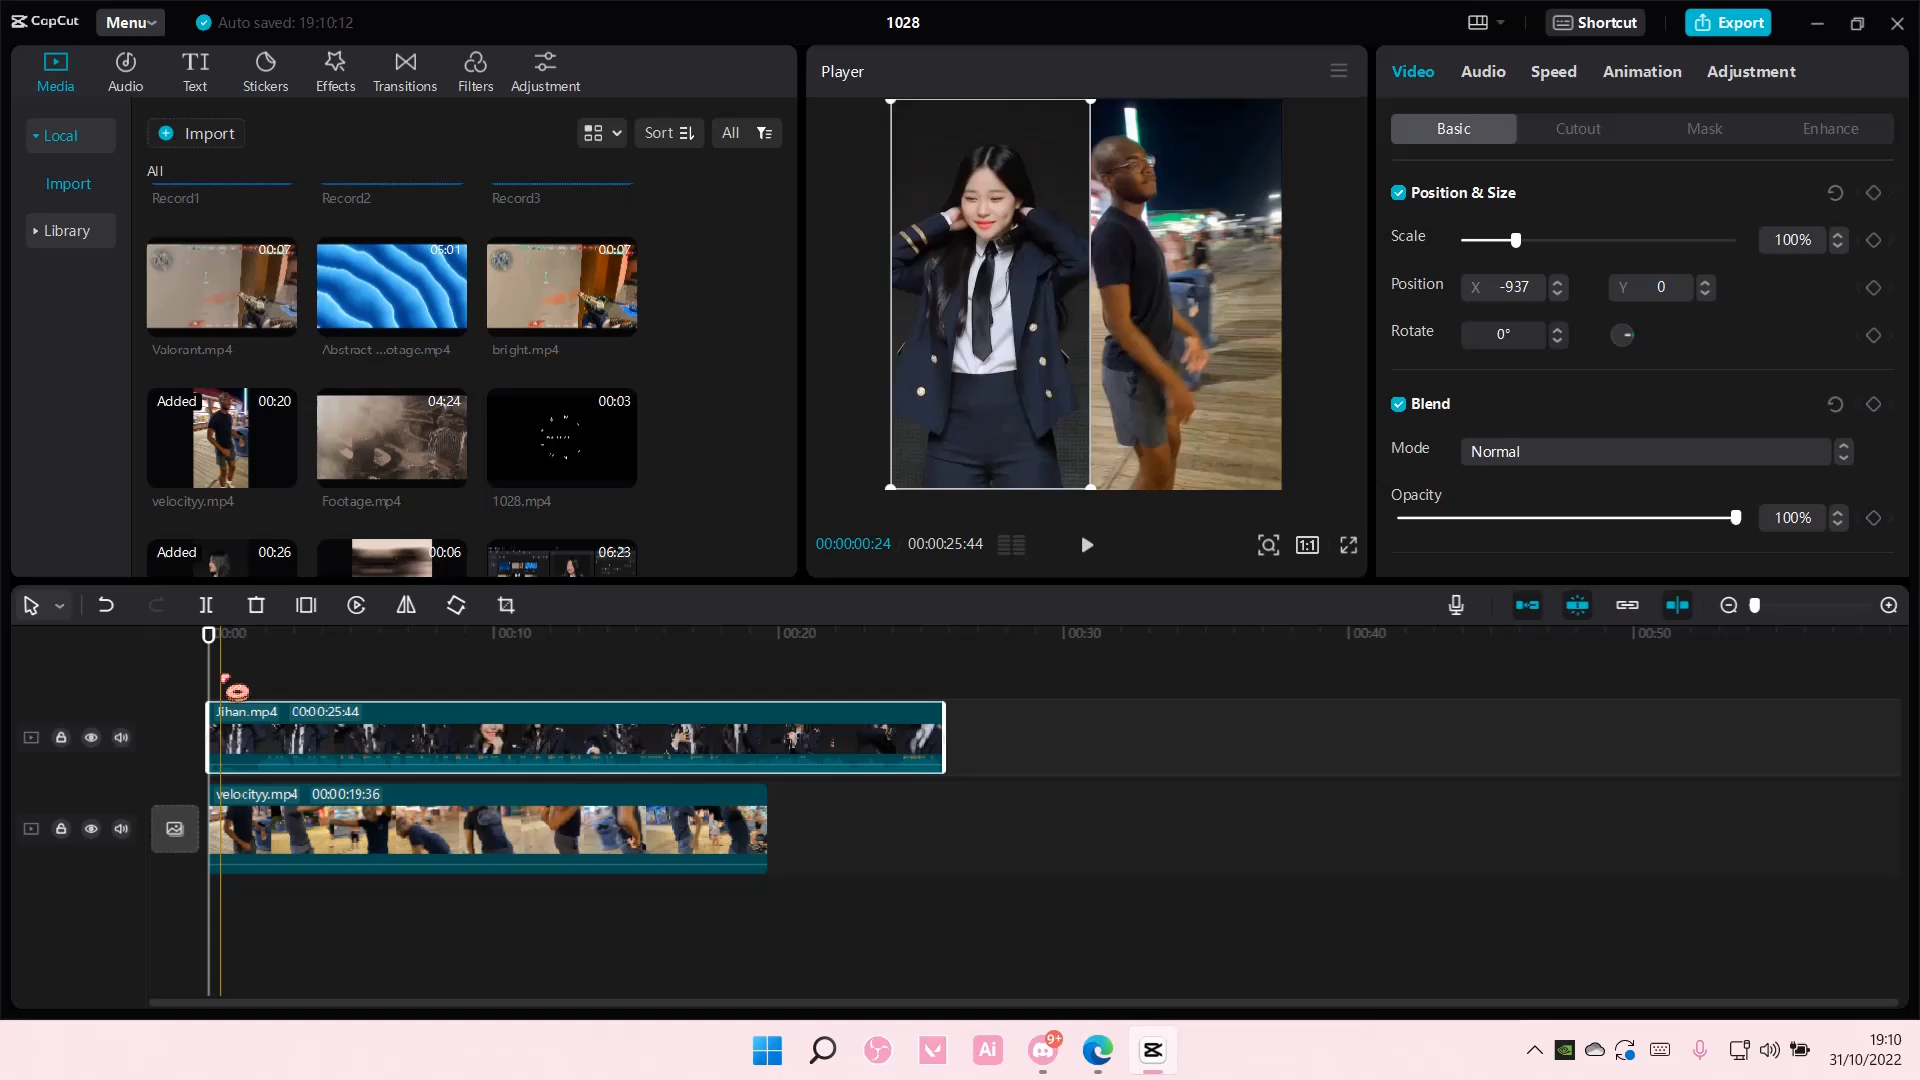 CapCut
Menu
Auto saved: 19:10:12
1028
Shortcut
Export
Media
Audio
Text
Stickers
Effects
Transitions
Filters
Adjustment
Local
Import
Library
Import
Sort
All
All
Record1
Record2
Record3
00:07
05:01
00:07
Valorant.mp4
Abstract ...otage.mp4
bright.mp4
Added
00:20
04:24
00:03
velocityy.mp4
Footage.mp4
1028.mp4
Added
00:26
00:06
06:23
Player
00:00:00:24
00:00:25:44
1:1
Video
Audio
Speed
Animation
Adjustment
Basic
Cutout
Mask
Enhance
Position & Size
Scale
100%
Position
X -937
Y 0
Rotate
0°
Blend
Mode
Normal
Opacity
100%
00:00
00:10
00:20
00:30
00:40
00:50
Jihan.mp4 00:00:25:44
velocityy.mp4 00:00:19:36
Ai
9+
19:10
31/10/2022